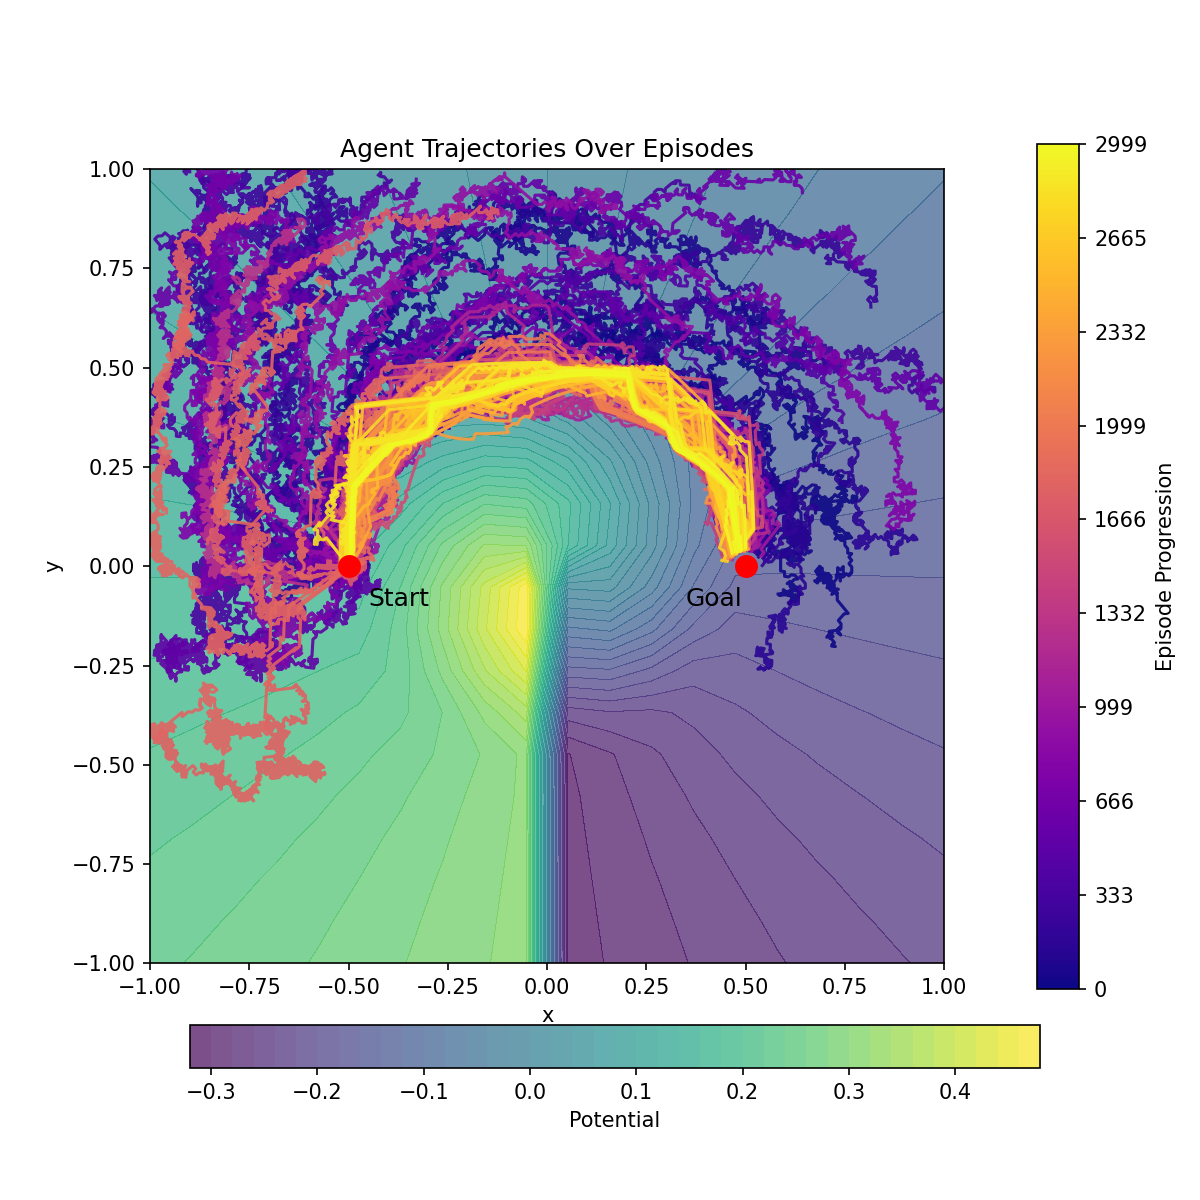 Agent Trajectories Over Episodes
1.00
0.75
0.50
0.25
0.00
−0.25
−0.50
−0.75
−1.00
y
Start
Goal
−1.00 −0.75 −0.50 −0.25 0.00 0.25 0.50 0.75 1.00
x
2999
2665
2332
1999
1666
1332
999
666
333
0
Episode Progression
−0.3 −0.2 −0.1 0.0 0.1 0.2 0.3 0.4
Potential